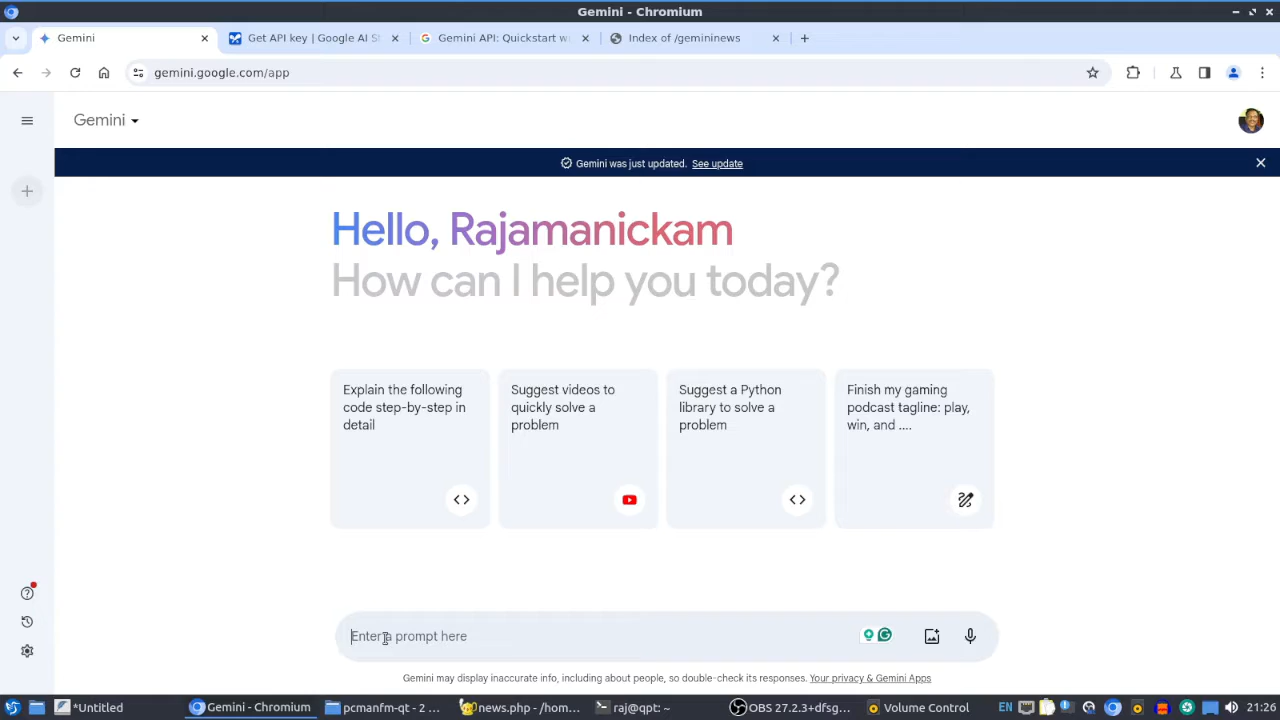 Gemini - Chromium
Gemini
Get API key | Google AI St
Gemini API: Quickstart wi
Index of /gemininews
gemini.google.com/app
Gemini
Gemini was just updated. See update
Hello, Rajamanickam
How can I help you today?
Explain the following
code step-by-step in
detail
Suggest videos to
quickly solve a
problem
Suggest a Python
library to solve a
problem
Finish my gaming
podcast tagline: play,
win, and ....
Enter a prompt here
Gemini may display inaccurate info, including about people, so double-check its responses. Your privacy & Gemini Apps
*Untitled
Gemini - Chromium
pcmanfm-qt - 2 ...
news.php - /hom...
raj@qpt: ~
OBS 27.2.3+dfsg...
Volume Control
EN
21:26